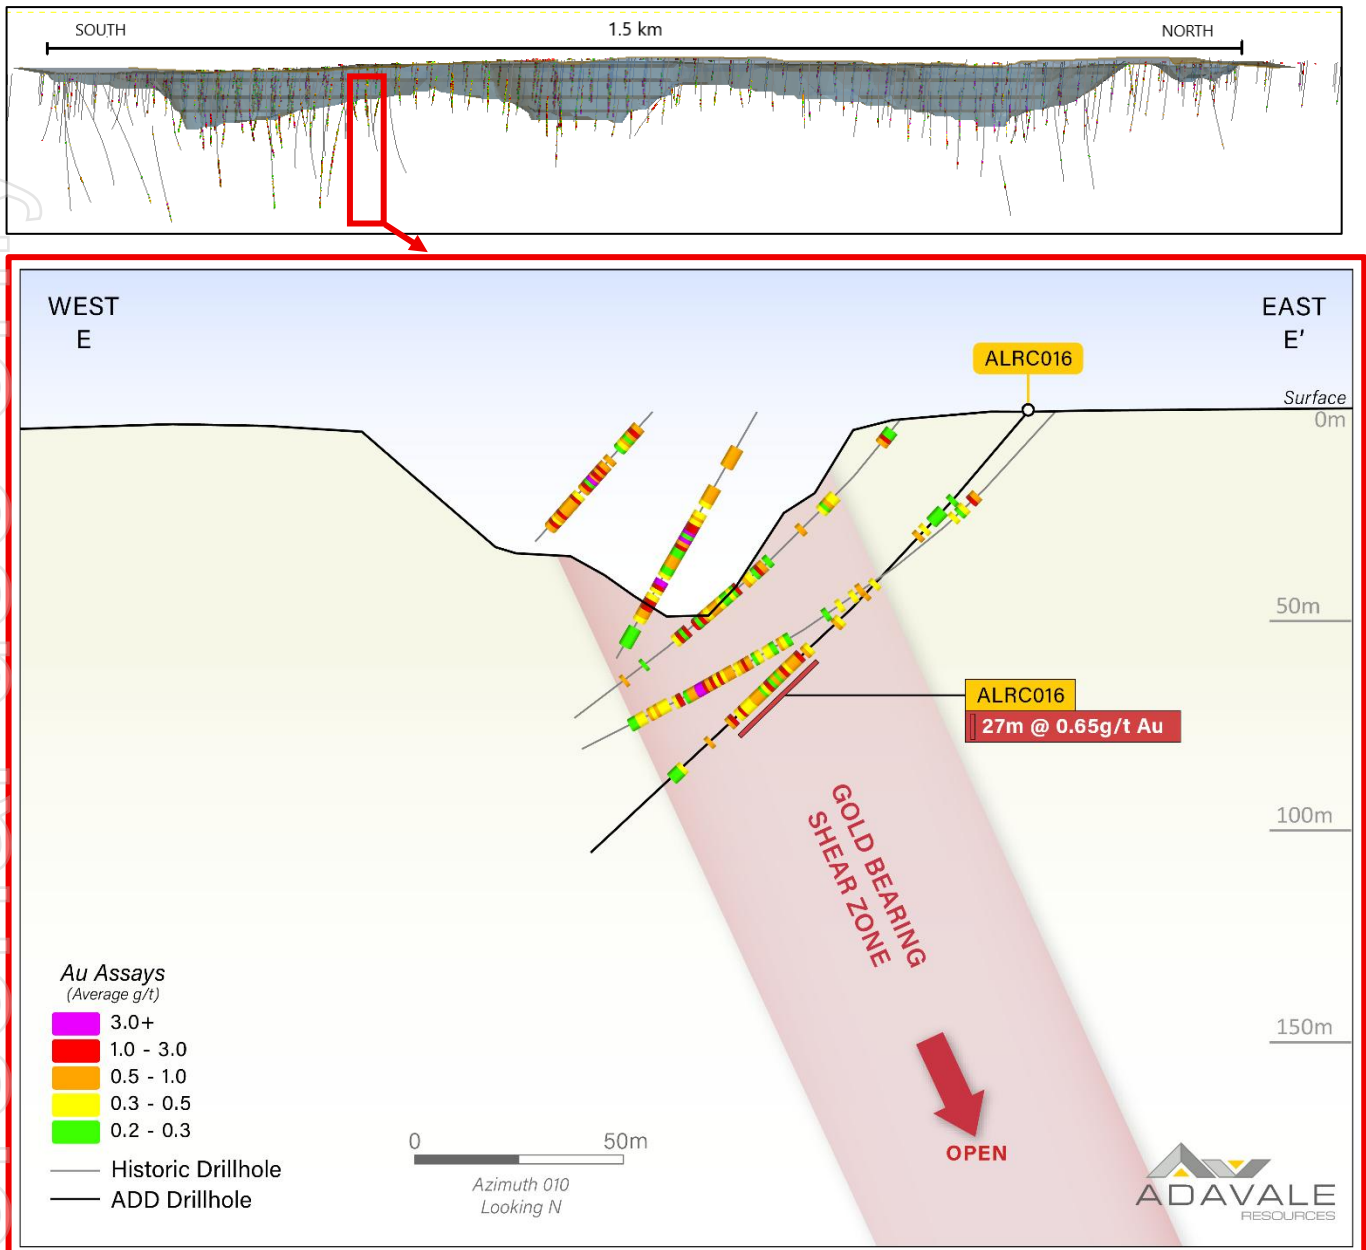 SOUTH
1.5 km
NORTH
WEST
E
EAST
E'
ALRC016
Surface
0m
50m
ALRC016
27m @ 0.65g/t Au
100m
GOLD BEARING
SHEAR ZONE
150m
Au Assays
(Average g/t)
3.0+
1.0 - 3.0
0.5 - 1.0
0.3 - 0.5
0.2 - 0.3
Historic Drillhole
ADD Drillhole
0
50m
Azimuth 010
Looking N
OPEN
ADAVALE
RESOURCES